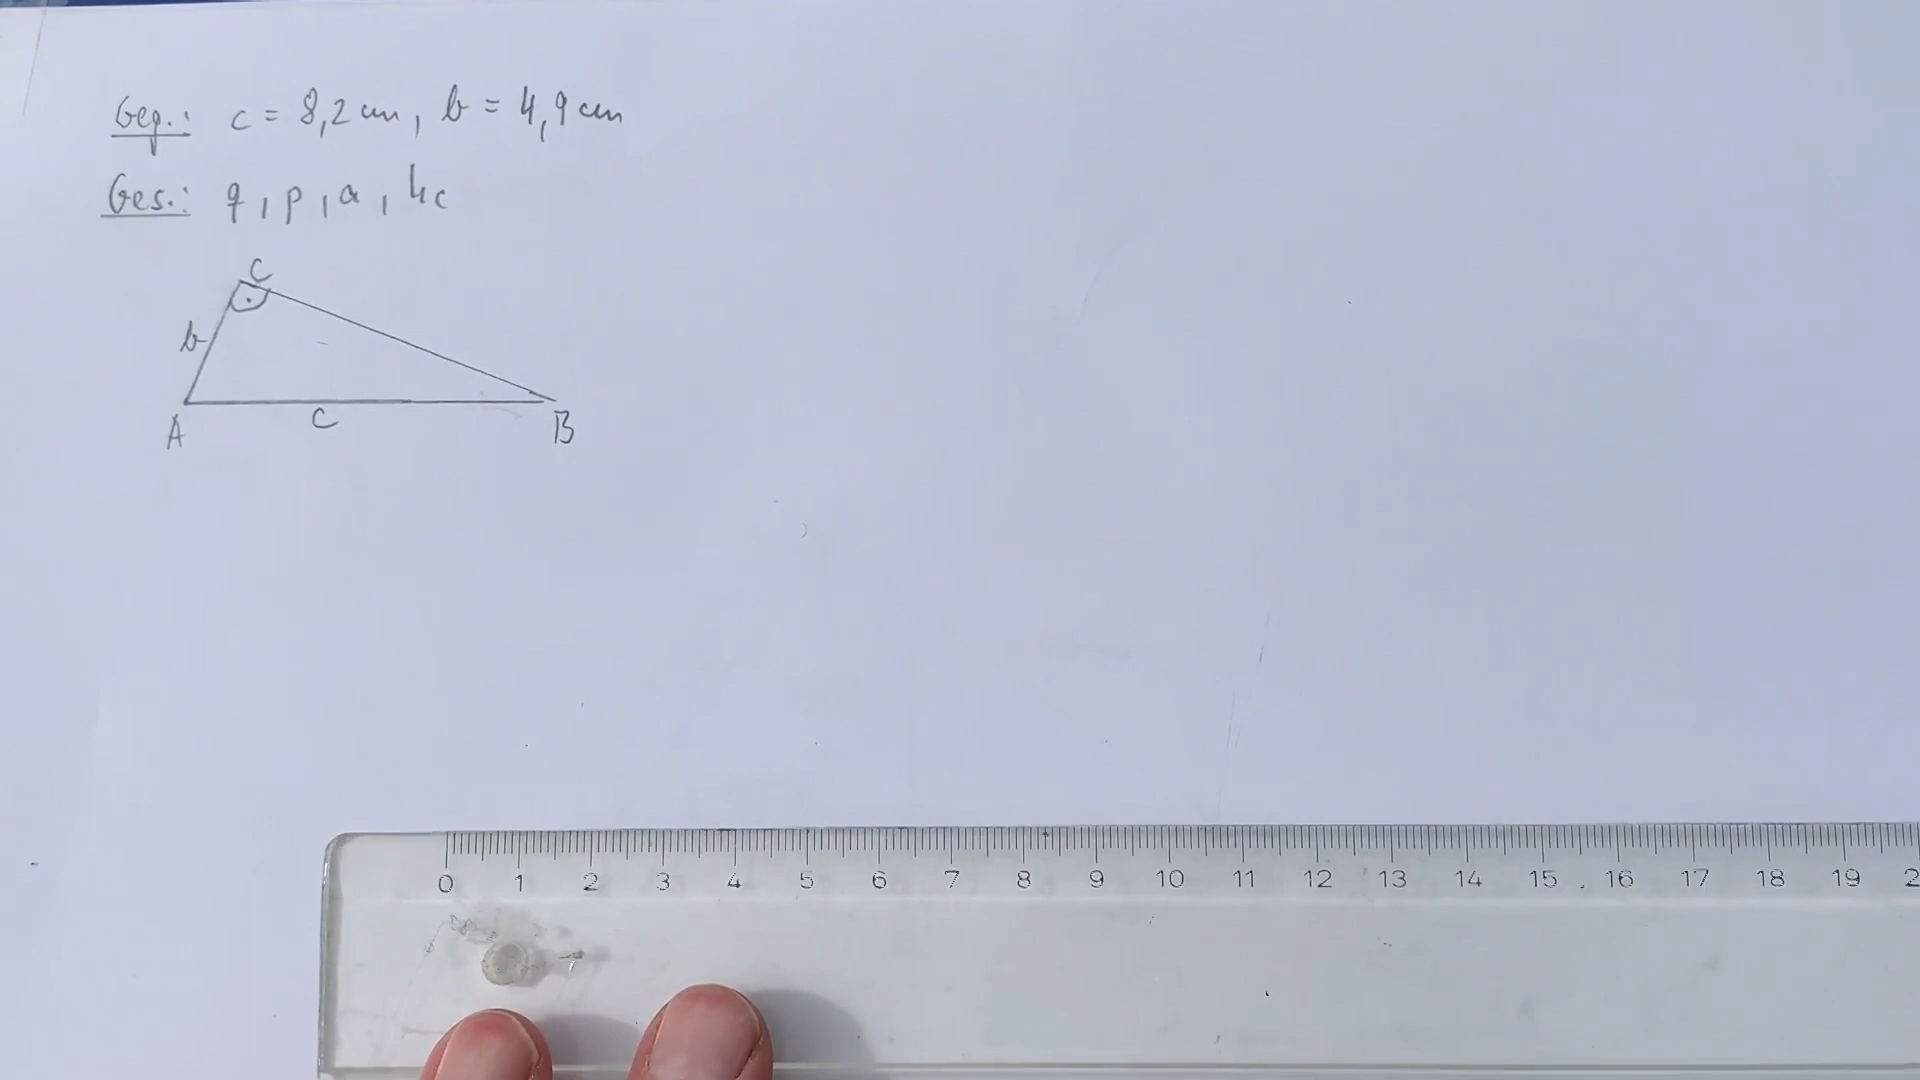 Geg.: c = 8,2 cm, b = 4,9 cm
Ges.: q, p, a, hc
C
b
c
A B
0 1 2 3 4 5 6 7 8 9 10 11 12 13 14 15 16 17 18 19 2